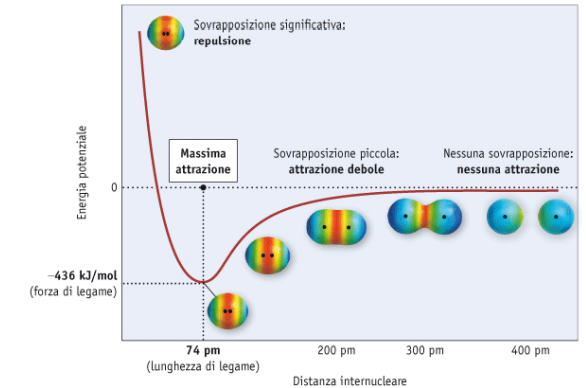 Sovrapposizione significativa:
repulsione
Massima
attrazione
Sovrapposizione piccola:
attrazione debole
Nessuna sovrapposizione:
nessuna attrazione
Energia potenziale
0
–436 kJ/mol
(forza di legame)
74 pm
(lunghezza di legame)
200 pm
300 pm
400 pm
Distanza internucleare